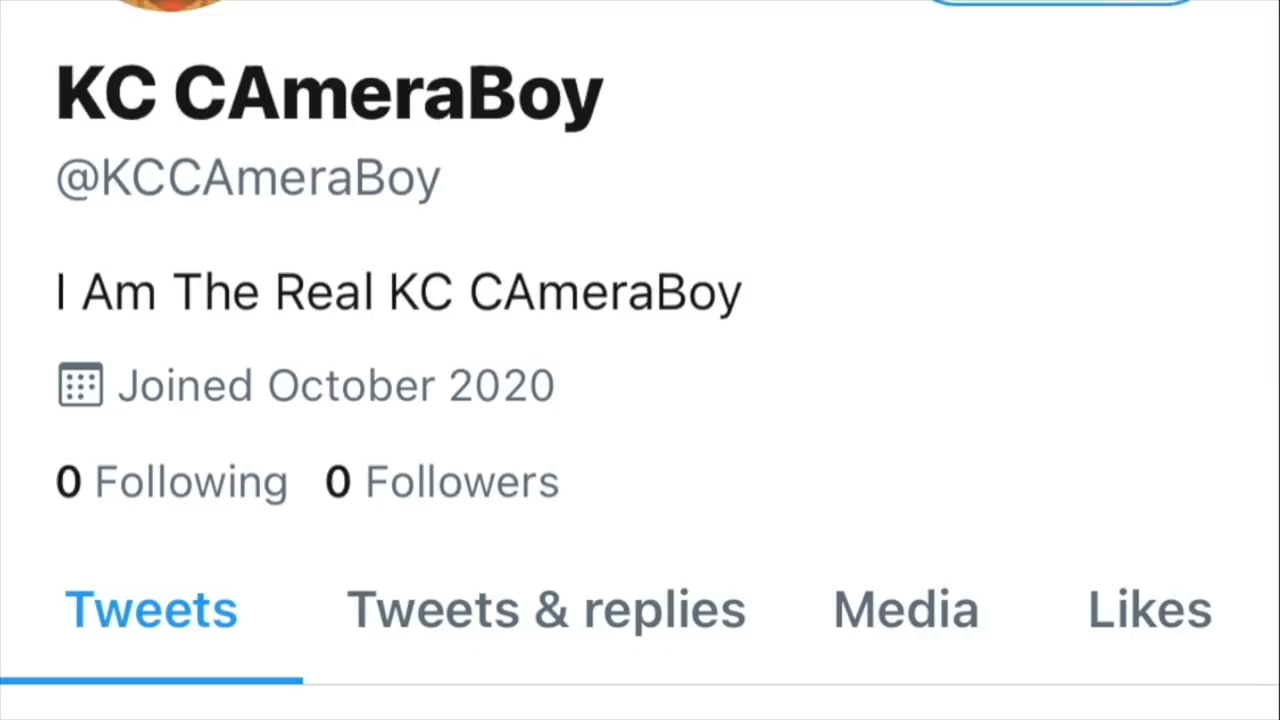 KC CAmeraBoy
@KCCAmeraBoy
I Am The Real KC CAmeraBoy
Joined October 2020
0 Following 0 Followers
Tweets Tweets & replies Media Likes